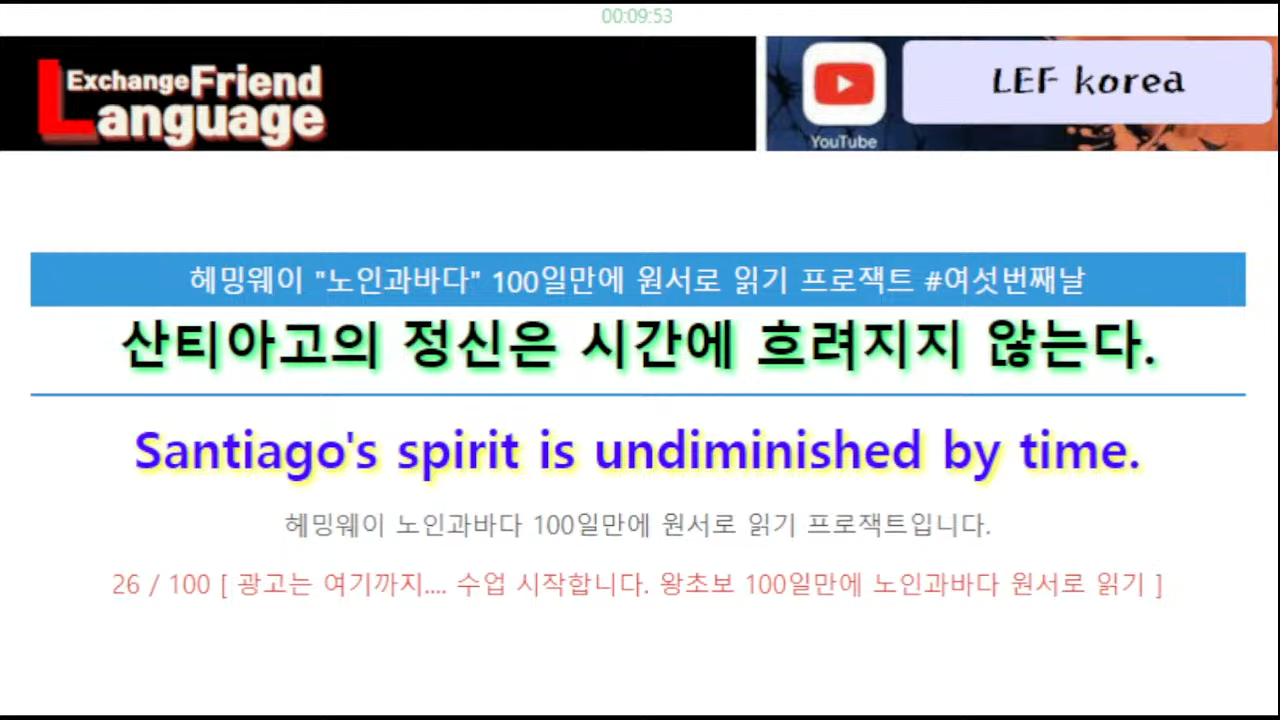 00:09:53
ExchangeFriend
Language
LEF korea
YouTube
헤밍웨이 "노인과바다" 100일만에 원서로 읽기 프로잭트 #여섯번째날
산티아고의 정신은 시간에 흐려지지 않는다.
Santiago's spirit is undiminished by time.
헤밍웨이 노인과바다 100일만에 원서로 읽기 프로잭트입니다.
26 / 100 [ 광고는 여기까지.... 수업 시작합니다. 왕초보 100일만에 노인과바다 원서로 읽기 ]